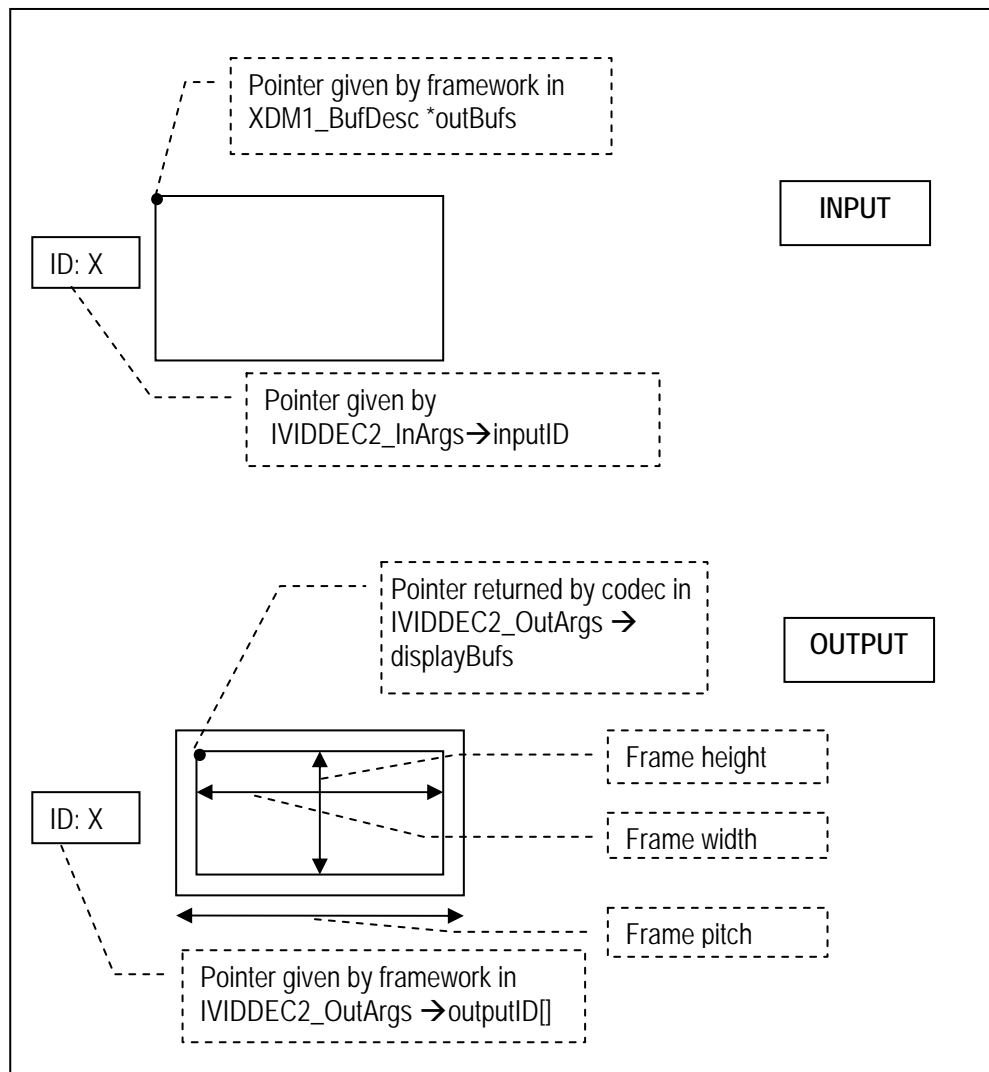 Pointer given by framework in
XDM1_BufDesc *outBufs
INPUT
ID: X
Pointer given by
IVIDDEC2_InArgs→inputID
Pointer returned by codec in
IVIDDEC2_OutArgs →
displayBufs
OUTPUT
Frame height
ID: X
Frame width
Frame pitch
Pointer given by framework in
IVIDDEC2_OutArgs →outputID[]